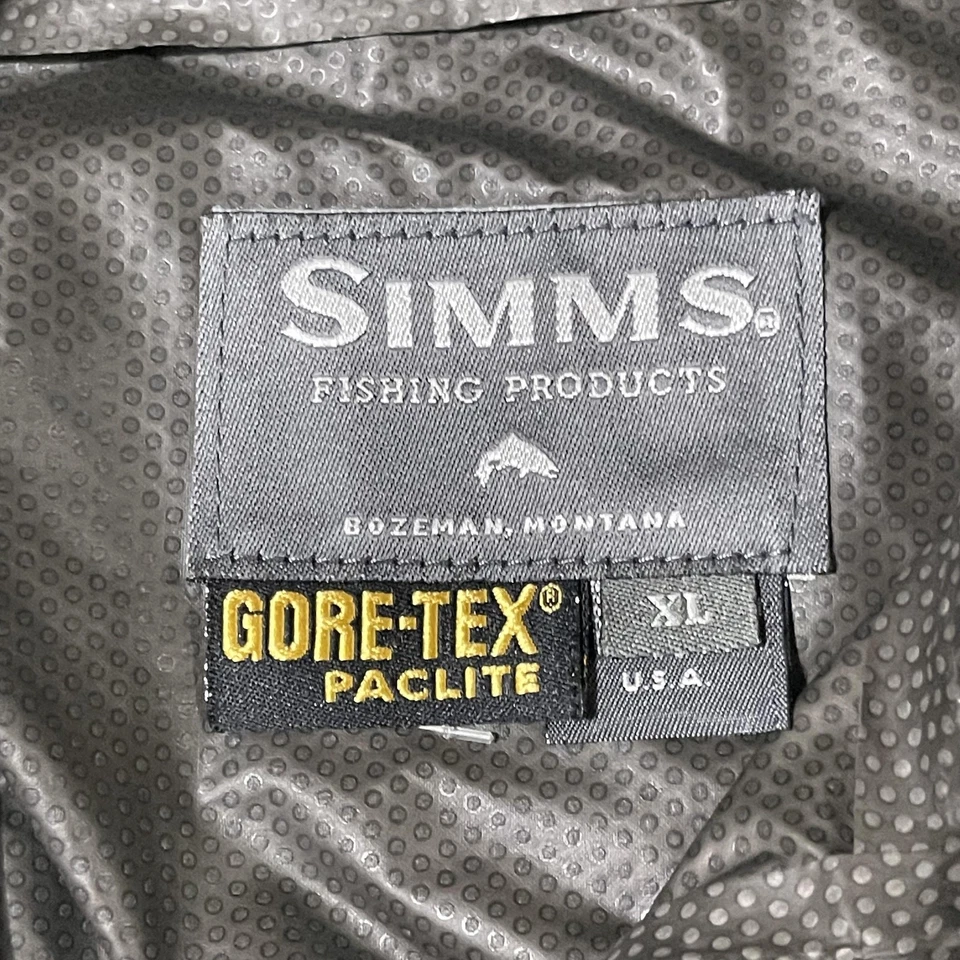 SIMMS®
FISHING PRODUCTS
BOZEMAN, MONTANA
GORE-TEX®
PACLITE
XL
U.S.A